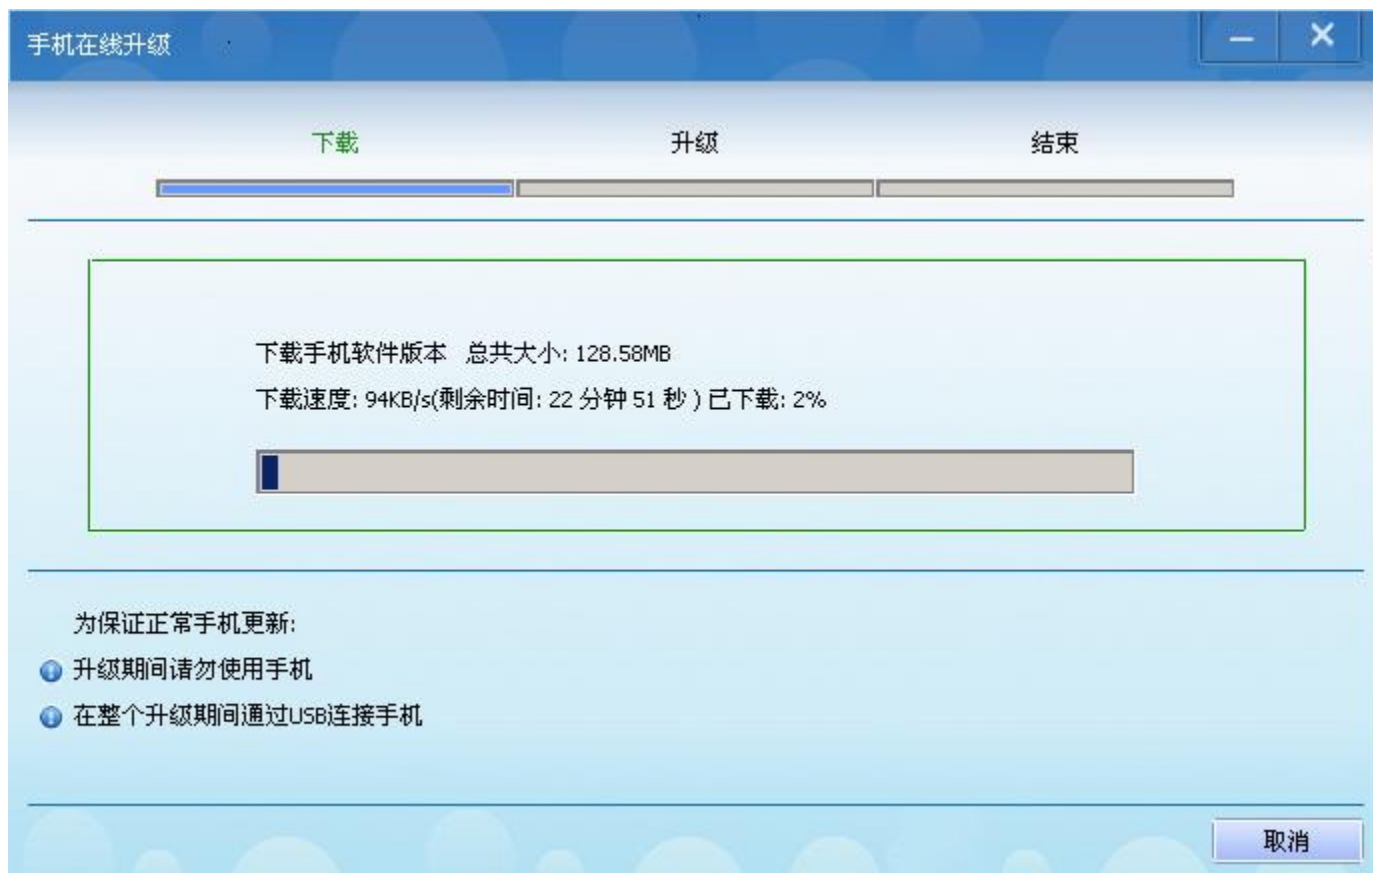 手机在线升级
下载 升级 结束
下载手机软件版本 总共大小: 128.58MB
下载速度: 94KB/s(剩余时间: 22 分钟 51 秒 ) 已下载: 2%
为保证正常手机更新:
升级期间请勿使用手机
在整个升级期间通过USB连接手机
取消